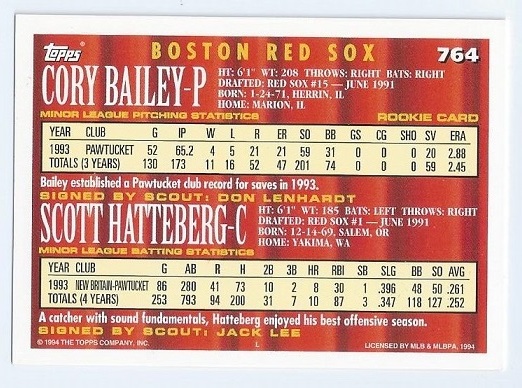 Topps BOSTON RED SOX 764
CORY BAILEY-P
HT: 6'1" WT: 208 THROWS: RIGHT BATS: RIGHT
DRAFTED: RED SOX #15 — JUNE 1991
BORN: 1-24-71, HERRIN, IL
HOME: MARION, IL
MINOR LEAGUE PITCHING STATISTICS ROOKIE CARD
YEAR CLUB G IP W L R ER SO BB GS CG SHO SV ERA
1993 PAWTUCKET 52 65.2 4 5 21 21 59 31 0 0 0 20 2.88
TOTALS (3 YEARS) 130 173 11 16 52 47 201 74 0 0 0 59 2.45
Bailey established a Pawtucket club record for saves in 1993.
SIGNED BY SCOUT: DON LENHARDT
SCOTT HATTEBERG-C
HT: 6'1" WT: 185 BATS: LEFT THROWS: RIGHT
DRAFTED: RED SOX #1 — JUNE 1991
BORN: 12-14-69, SALEM, OR
HOME: YAKIMA, WA
MINOR LEAGUE BATTING STATISTICS
YEAR CLUB G AB R H 2B 3B HR RBI SB SLG BB SO AVG
1993 NEW BRITAIN-PAWTUCKET 86 280 41 73 10 2 8 30 1 .396 48 50 .261
TOTALS (4 YEARS) 253 793 94 200 31 7 10 87 3 .347 118 127 .252
A catcher with sound fundamentals, Hatteberg enjoyed his best offensive season.
SIGNED BY SCOUT: JACK LEE
© 1994 THE TOPPS COMPANY, INC. L LICENSED BY MLB & MLBPA, 1994